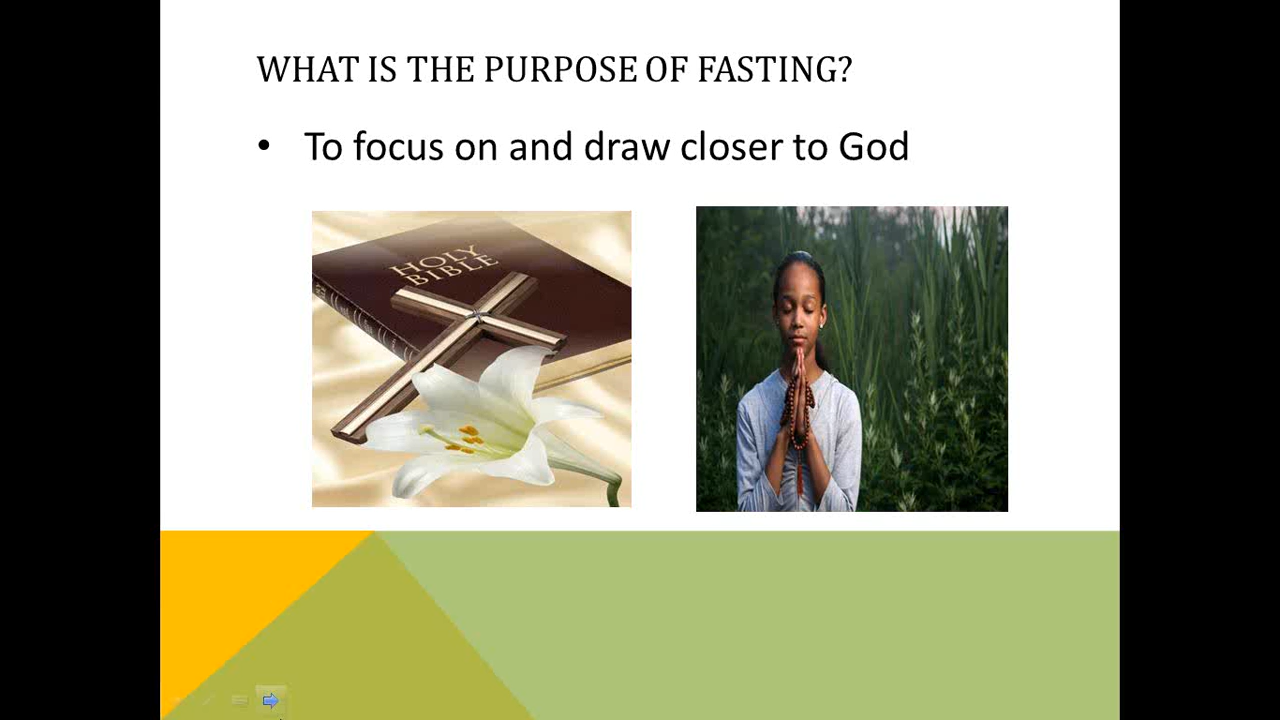 WHAT IS THE PURPOSE OF FASTING?
• To focus on and draw closer to God
HOLY
BIBLE